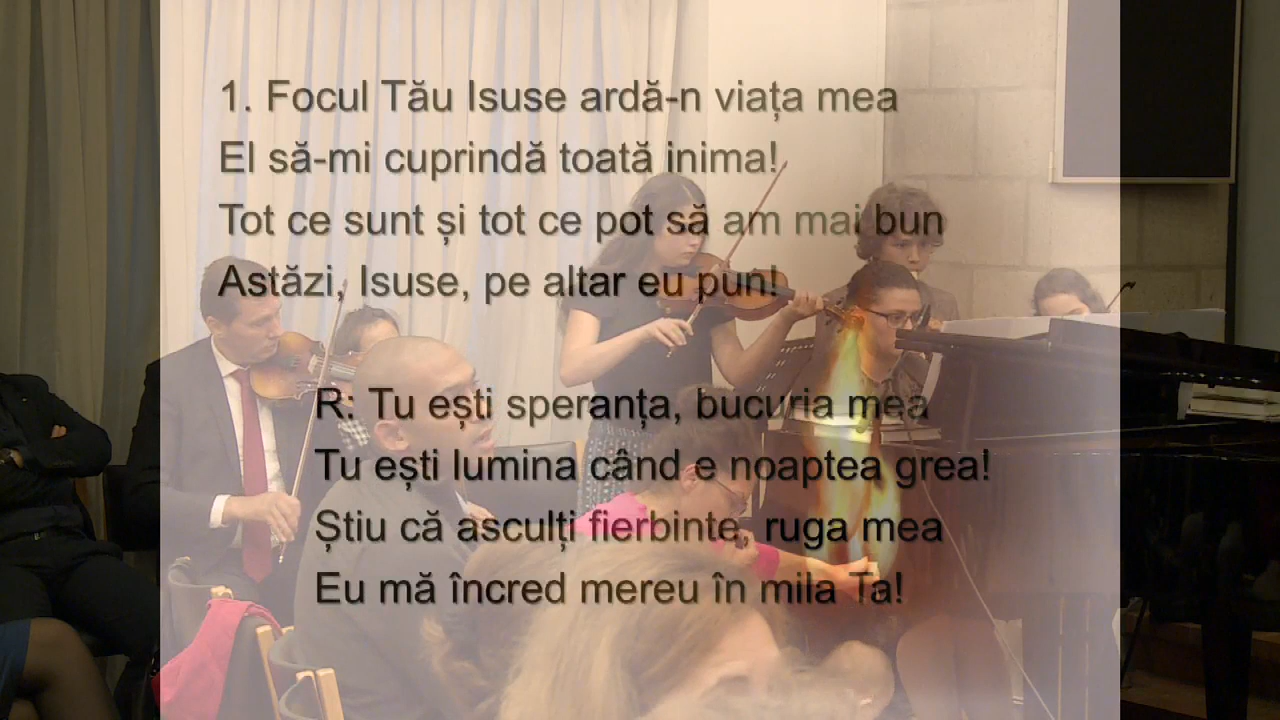 1. Focul Tău Isuse ardă-n viața mea
El să-mi cuprindă toată inima!
Tot ce sunt și tot ce pot să am mai bun
Astăzi, Isuse, pe altar eu pun!
R: Tu ești speranța, bucuria mea
Tu ești lumina când e noaptea grea!
Știu că asculți fierbinte, ruga mea
Eu mă încred mereu în mila Ta!